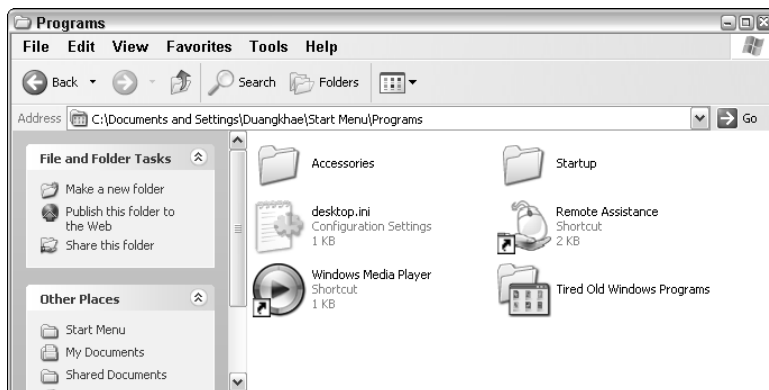 Programs
File Edit View Favorites Tools Help
Back Search Folders
Address C:\Documents and Settings\Duangkhae\Start Menu\Programs Go
File and Folder Tasks
Make a new folder
Publish this folder to
the Web
Share this folder
Other Places
Start Menu
My Documents
Shared Documents
Accessories
Startup
desktop.ini
Configuration Settings
1 KB
Remote Assistance
Shortcut
2 KB
Windows Media Player
Shortcut
1 KB
Tired Old Windows Programs